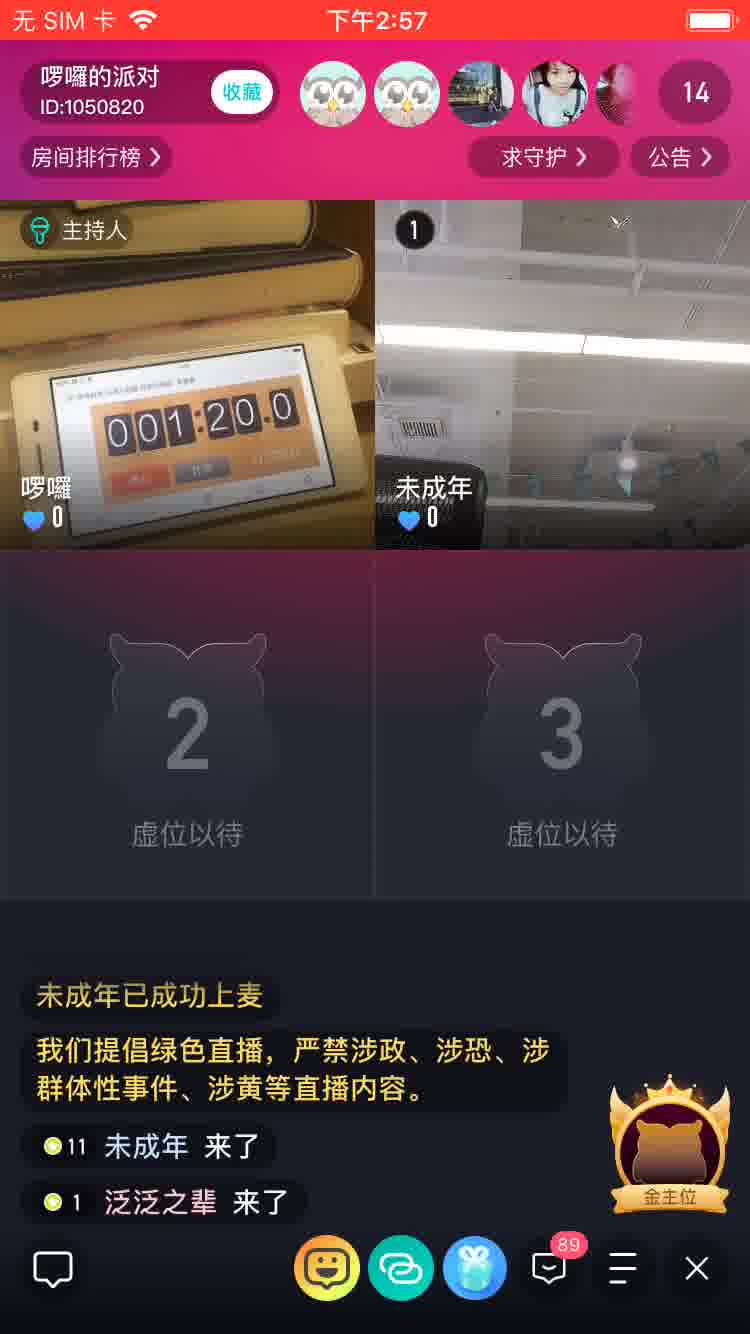 无 SIM 卡
下午2:57
啰囉的派对
ID:1050820
收藏
14
房间排行榜
求守护
公告
主持人
1
001:20.0
啰囉
0
未成年
0
2
3
虚位以待
虚位以待
未成年已成功上麦
我们提倡绿色直播，严禁涉政、涉恐、涉
群体性事件、涉黄等直播内容。
11 未成年 来了
1 泛泛之辈 来了
金主位
89